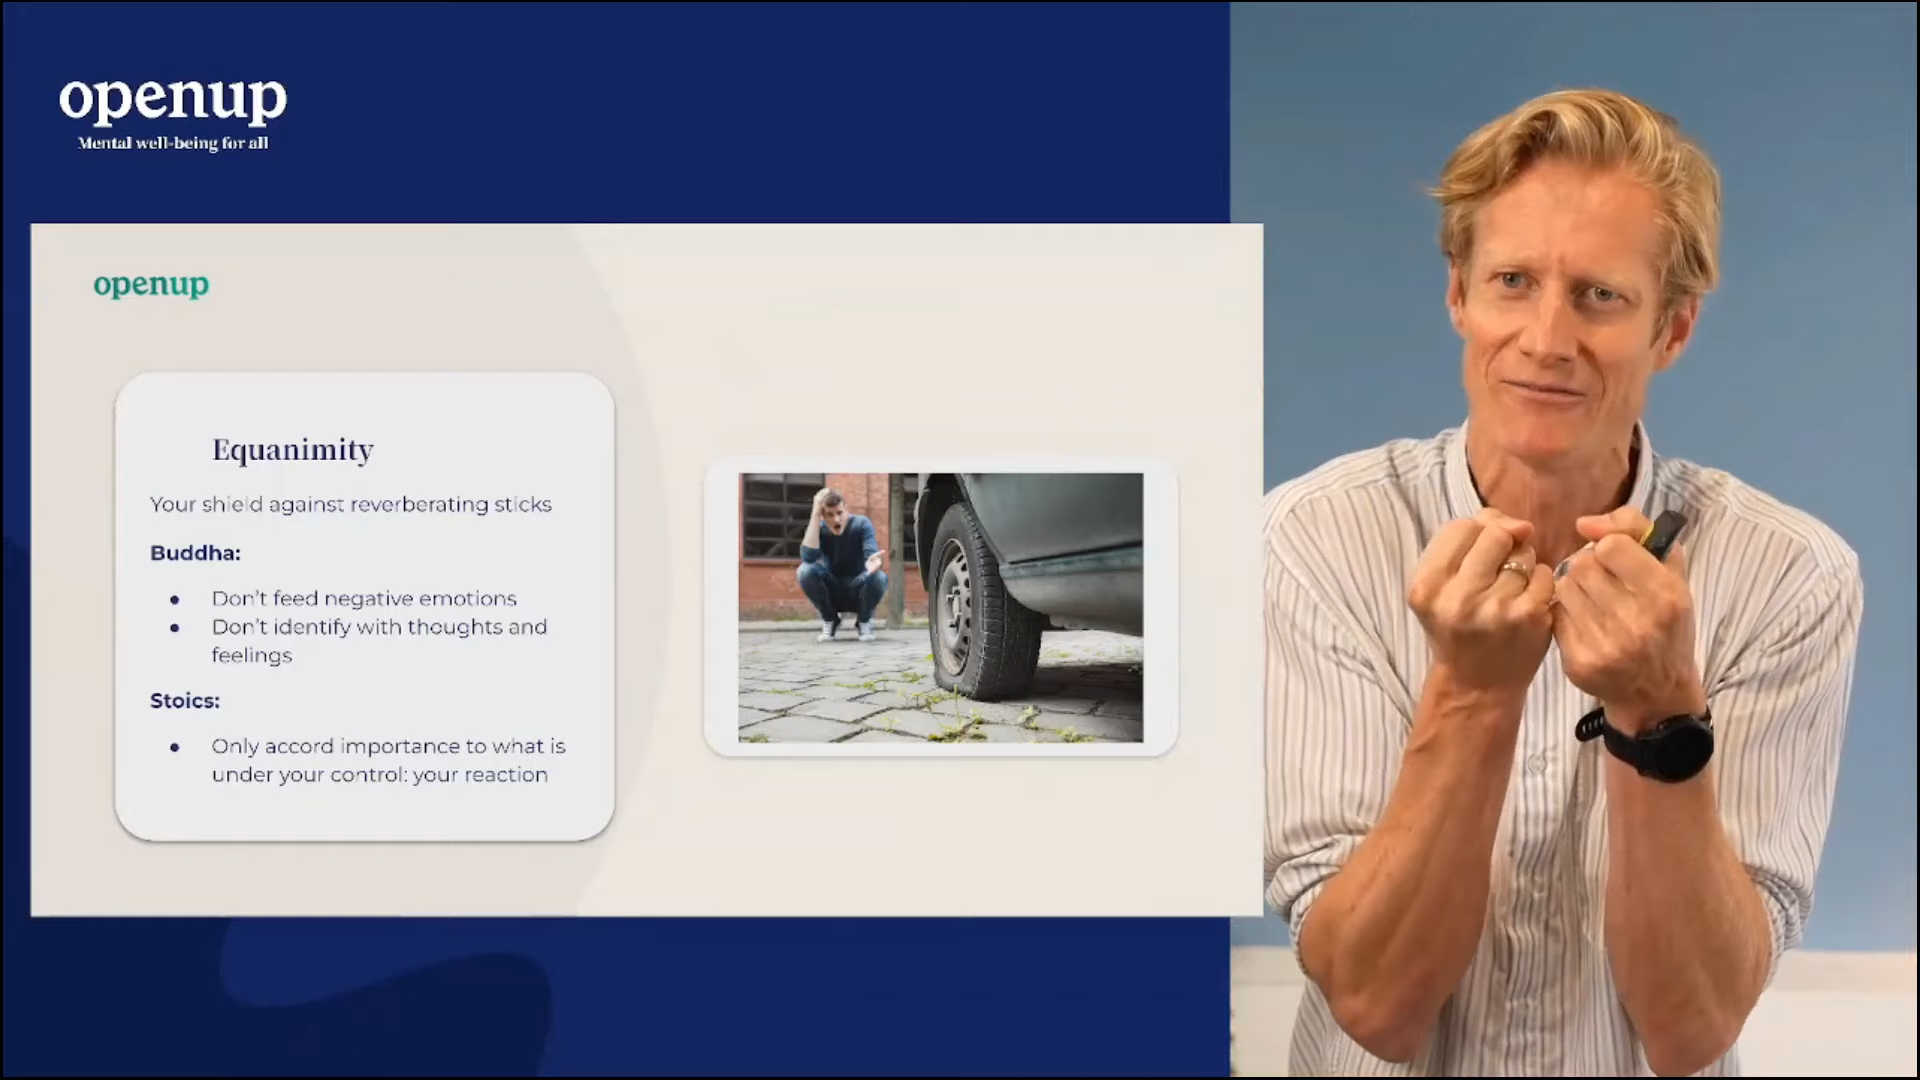 openup
Mental well-being for all
openup
Equanimity
Your shield against reverberating sticks
Buddha:
● Don't feed negative emotions
● Don't identify with thoughts and
feelings
Stoics:
● Only accord importance to what is
under your control: your reaction